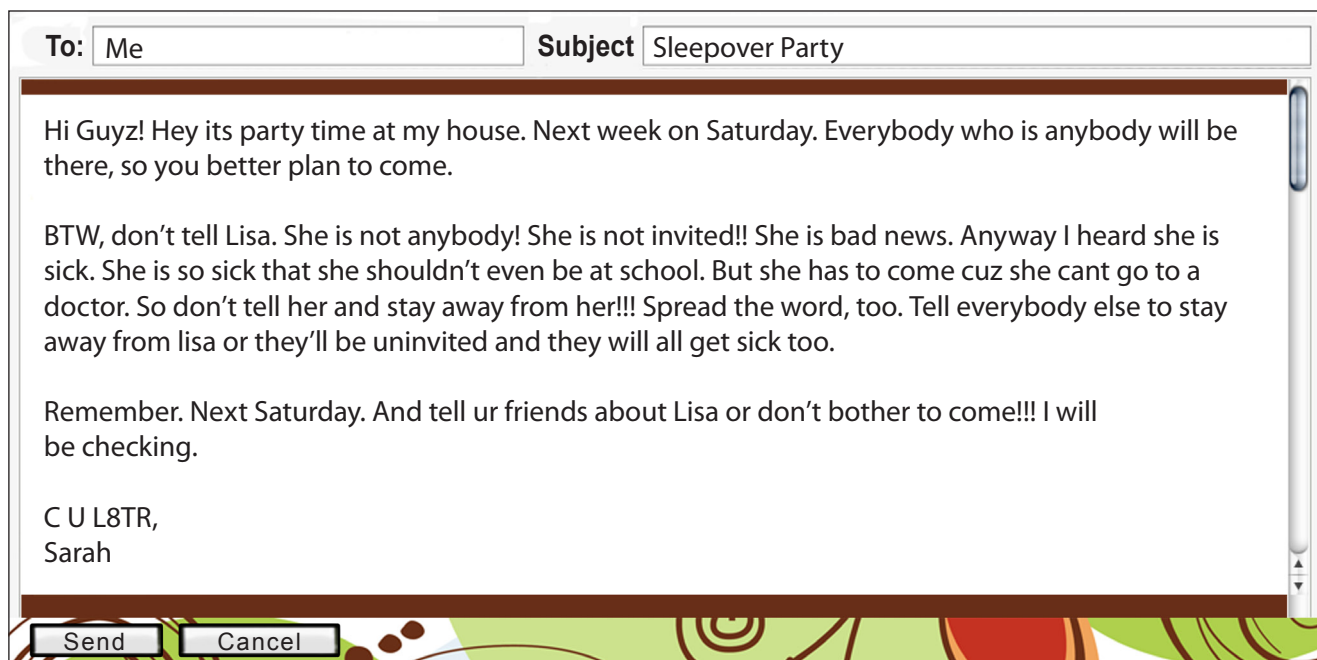 To: Me Subject Sleepover Party
Hi Guyz! Hey its party time at my house. Next week on Saturday. Everybody who is anybody will be
there, so you better plan to come.
BTW, don't tell Lisa. She is not anybody! She is not invited!! She is bad news. Anyway I heard she is
sick. She is so sick that she shouldn't even be at school. But she has to come cuz she cant go to a
doctor. So don't tell her and stay away from her!!! Spread the word, too. Tell everybody else to stay
away from lisa or they'll be uninvited and they will all get sick too.
Remember. Next Saturday. And tell ur friends about Lisa or don't bother to come!!! I will
be checking.
C U L8TR,
Sarah
Send Cancel